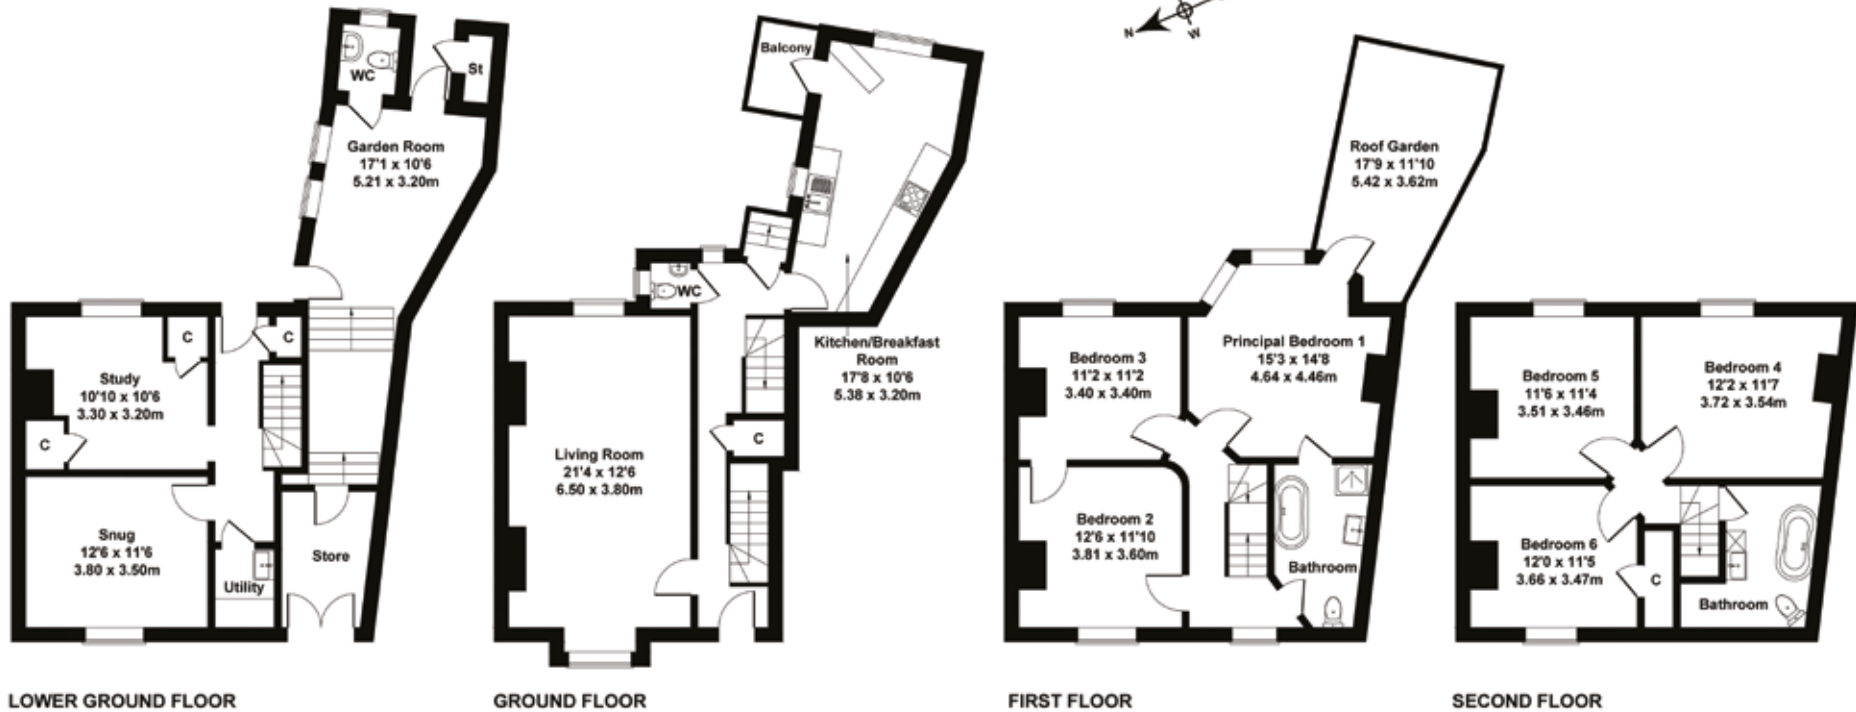 WC
St
Garden Room
17'1 x 10'6
5.21 x 3.20m
C
C
Study
10'10 x 10'6
3.30 x 3.20m
C
Snug
12'6 x 11'6
3.80 x 3.50m
Utility
Store
LOWER GROUND FLOOR
Balcony
WC
Kitchen/Breakfast
Room
17'8 x 10'6
5.38 x 3.20m
C
Living Room
21'4 x 12'6
6.50 x 3.80m
GROUND FLOOR
N
W
Roof Garden
17'9 x 11'10
5.42 x 3.62m
Principal Bedroom 1
15'3 x 14'8
4.64 x 4.46m
Bedroom 3
11'2 x 11'2
3.40 x 3.40m
Bedroom 2
12'6 x 11'10
3.81 x 3.60m
Bathroom
FIRST FLOOR
Bedroom 4
12'2 x 11'7
3.72 x 3.54m
Bedroom 5
11'6 x 11'4
3.51 x 3.46m
Bedroom 6
12'0 x 11'5
3.66 x 3.47m
C
Bathroom
SECOND FLOOR